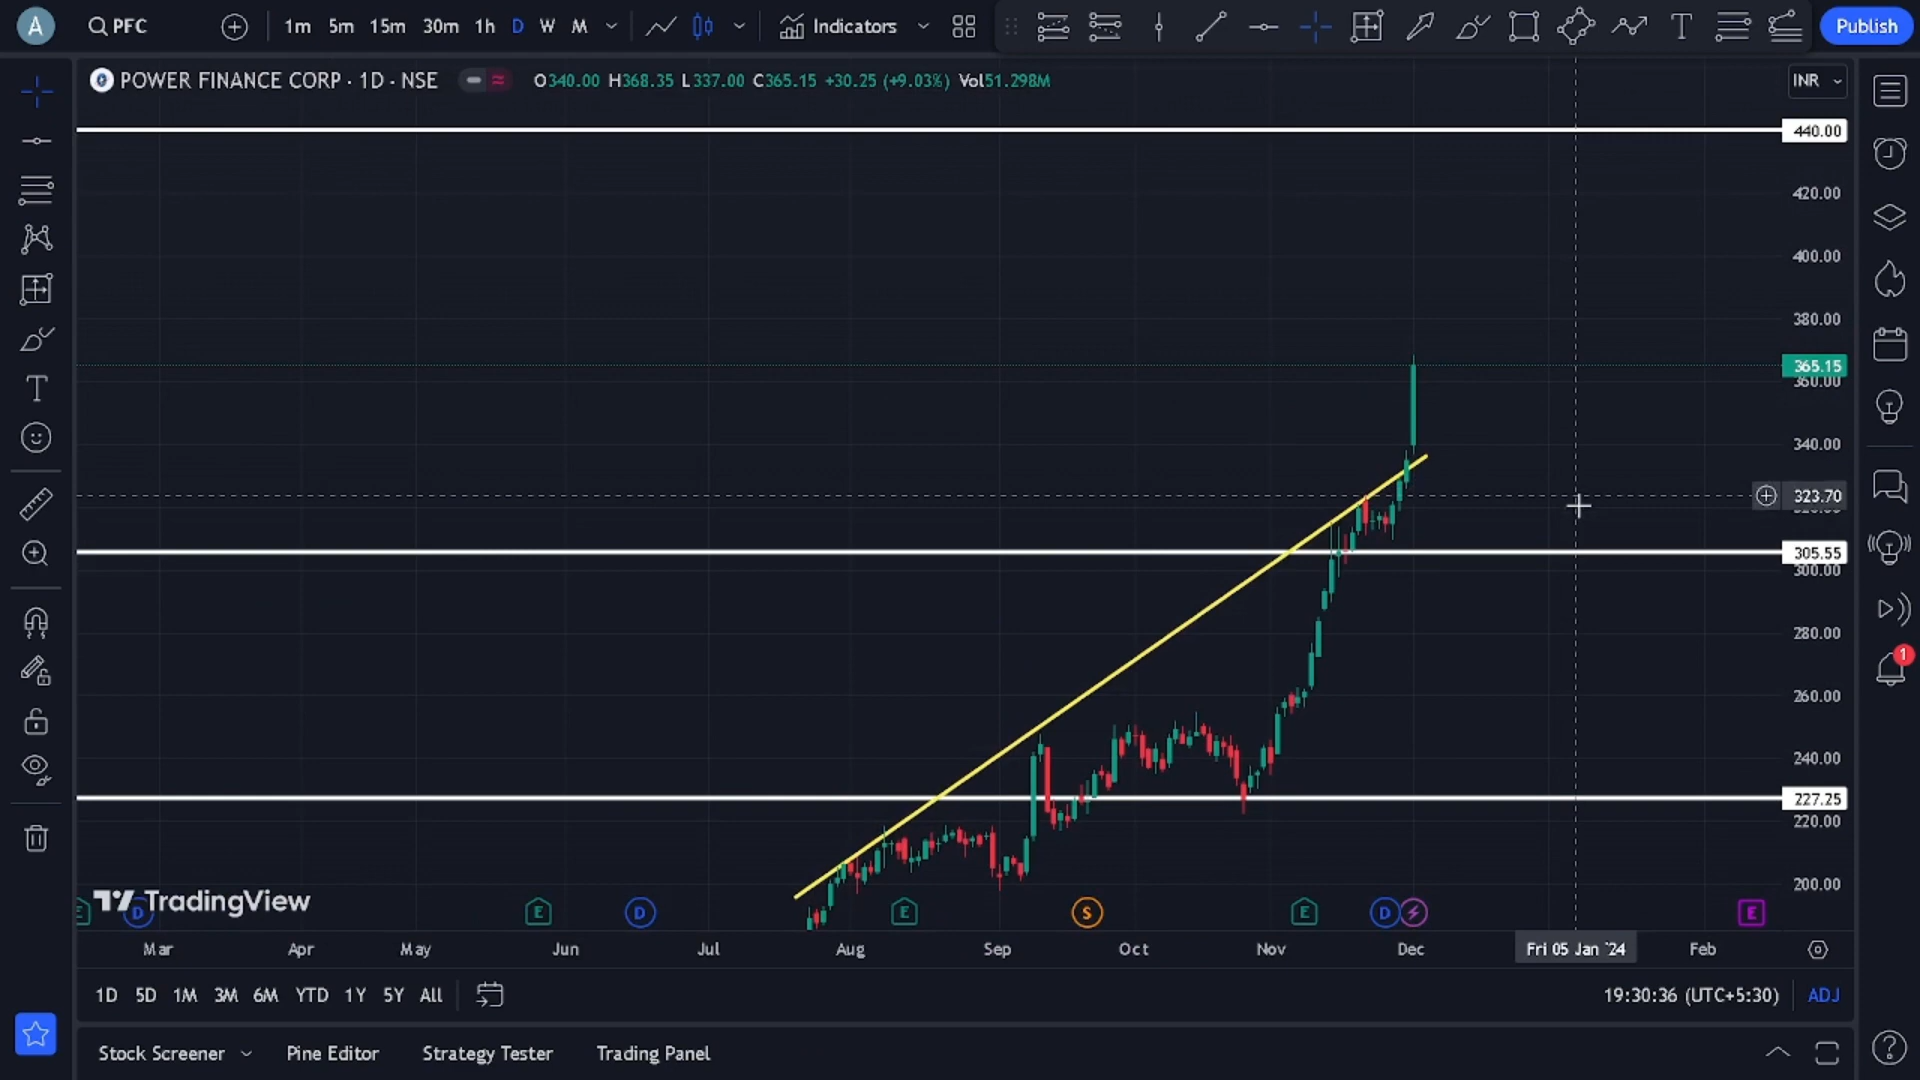 A
PFC
1m 5m 15m 30m 1h D W M
Indicators
Publish
POWER FINANCE CORP · 1D · NSE
O340.00 H368.35 L337.00 C365.15 +30.25 (+9.03%) Vol51.298M
INR
440.00
420.00
400.00
380.00
365.15
360.00
340.00
323.70
305.55
300.00
280.00
260.00
240.00
227.25
220.00
200.00
TradingView
E D E D E S E D E
Mar Apr May Jun Jul Aug Sep Oct Nov Dec Fri 05 Jan '24 Feb
1D 5D 1M 3M 6M YTD 1Y 5Y All
19:30:36 (UTC+5:30) ADJ
Stock Screener Pine Editor Strategy Tester Trading Panel
1